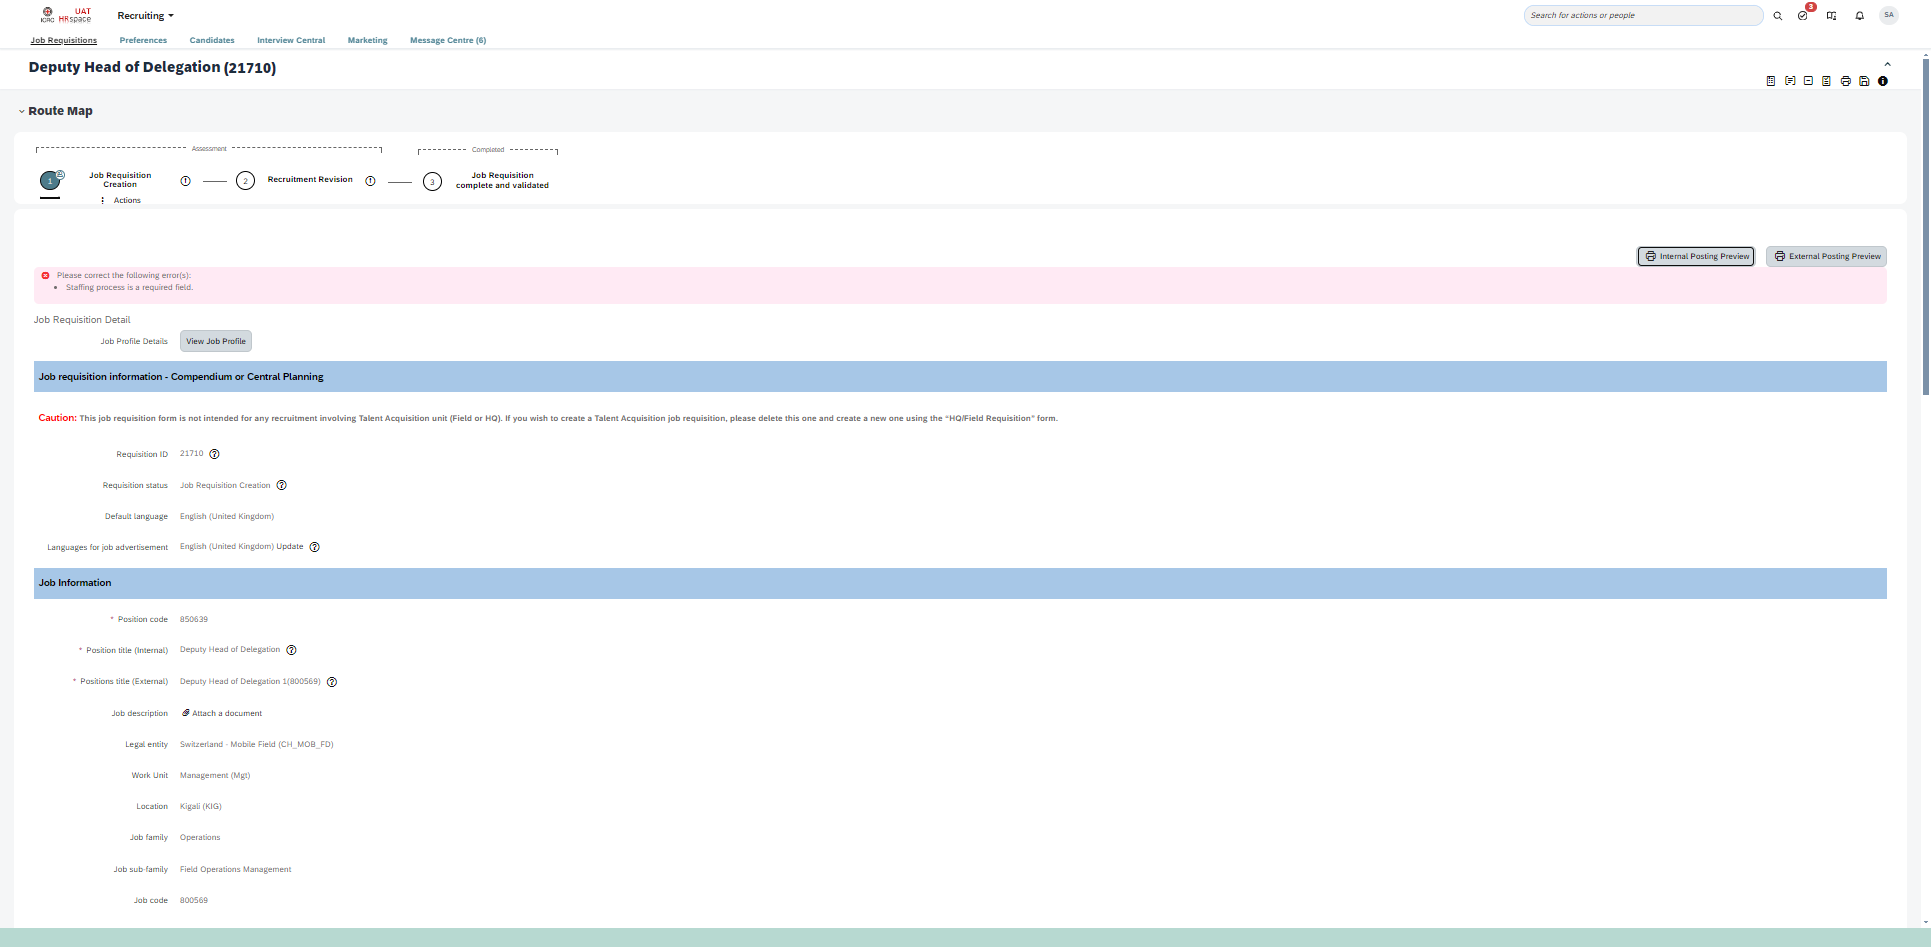 ICRC UAT
HRspace
Recruiting
Search for actions or people
3
SA
Job Requisitions Preferences Candidates Interview Central Marketing Message Centre (6)
Deputy Head of Delegation (21710)
Route Map
Assessment
Completed
1 Job Requisition
Creation
Actions
2 Recruitment Revision
3 Job Requisition
complete and validated
Internal Posting Preview External Posting Preview
Please correct the following error(s):
• Staffing process is a required field.
Job Requisition Detail
Job Profile Details View Job Profile
Job requisition information - Compendium or Central Planning
Caution: This job requisition form is not intended for any recruitment involving Talent Acquisition unit (Field or HQ). If you wish to create a Talent Acquisition job requisition, please delete this one and create a new one using the “HQ/Field Requisition” form.
Requisition ID 21710
Requisition status Job Requisition Creation
Default language English (United Kingdom)
Languages for job advertisement English (United Kingdom) Update
Job Information
* Position code 850639
* Position title (Internal) Deputy Head of Delegation
* Positions title (External) Deputy Head of Delegation 1(800569)
Job description Attach a document
Legal entity Switzerland - Mobile Field (CH_MOB_FD)
Work Unit Management (Mgt)
Location Kigali (KIG)
Job family Operations
Job sub-family Field Operations Management
Job code 800569